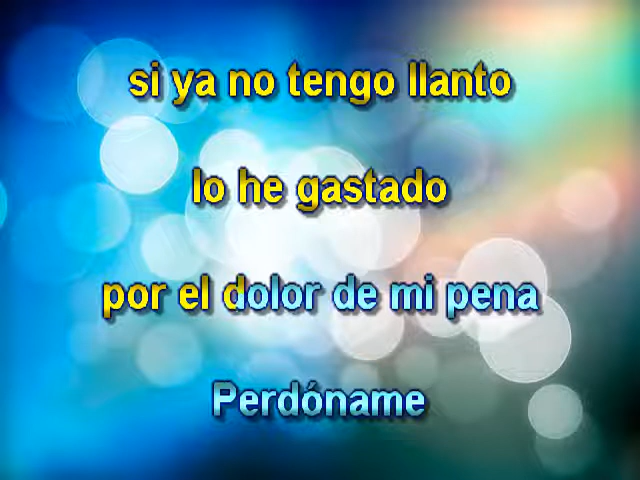 si ya no tengo llanto
lo he gastado
por el dolor de mi pena
Perdóname